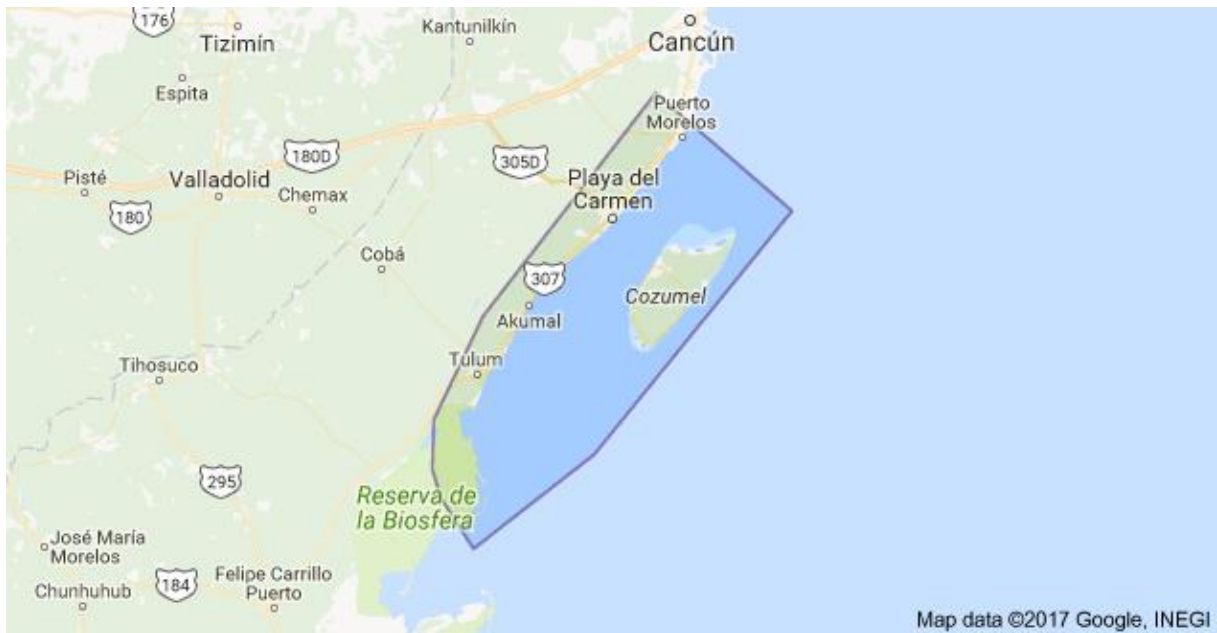 176
Tizimín
Kantunilkín
Cancún
Espita
Puerto
Morelos
180D
305D
Pisté
Valladolid
Playa del
Carmen
180
Chemax
Cobá
307
Cozumel
Akumal
Tihosuco
Tulum
295
Reserva de
la Biosfera
José María
Morelos
184
Felipe Carrillo
Puerto
Chunhuhub
Map data ©2017 Google, INEGI